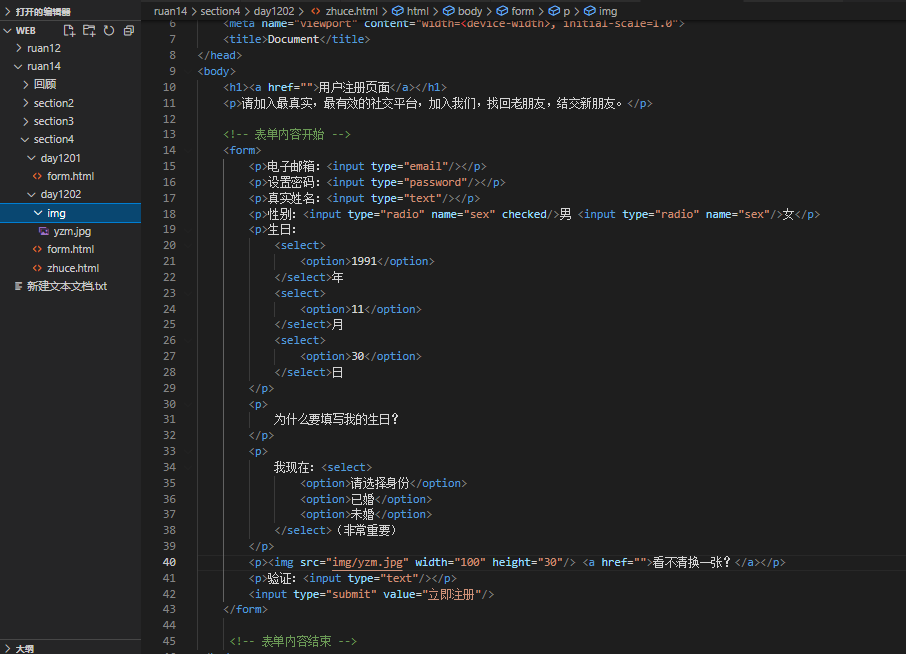 打开的编辑器
WEB
ruan12
ruan14
回顾
section2
section3
section4
day1201
form.html
day1202
img
yzm.jpg
form.html
zhuce.html
新建文本文档.txt
大纲
ruan14 > section4 > day1202 > zhuce.html > html > body > form > p > img
6 <meta name="viewport" content="width=<device-width>, initial-scale=1.0">
7 <title>Document</title>
8 </head>
9 <body>
10 <h1><a href="">用户注册页面</a></h1>
11 <p>请加入最真实，最有效的社交平台，加入我们，找回老朋友，结交新朋友。</p>
12
13 <!-- 表单内容开始 -->
14 <form>
15 <p>电子邮箱：<input type="email"/></p>
16 <p>设置密码：<input type="password"/></p>
17 <p>真实姓名：<input type="text"/></p>
18 <p>性别：<input type="radio" name="sex" checked/>男 <input type="radio" name="sex"/>女</p>
19 <p>生日：
20 <select>
21 <option>1991</option>
22 </select>年
23 <select>
24 <option>11</option>
25 </select>月
26 <select>
27 <option>30</option>
28 </select>日
29 </p>
30 <p>
31 为什么要填写我的生日？
32 </p>
33 <p>
34 我现在：<select>
35 <option>请选择身份</option>
36 <option>已婚</option>
37 <option>未婚</option>
38 </select>（非常重要）
39 </p>
40 <p><img src="img/yzm.jpg" width="100" height="30"/> <a href="">看不清换一张？</a></p>
41 <p>验证：<input type="text"/></p>
42 <input type="submit" value="立即注册"/>
43 </form>
44
45 <!-- 表单内容结束 -->